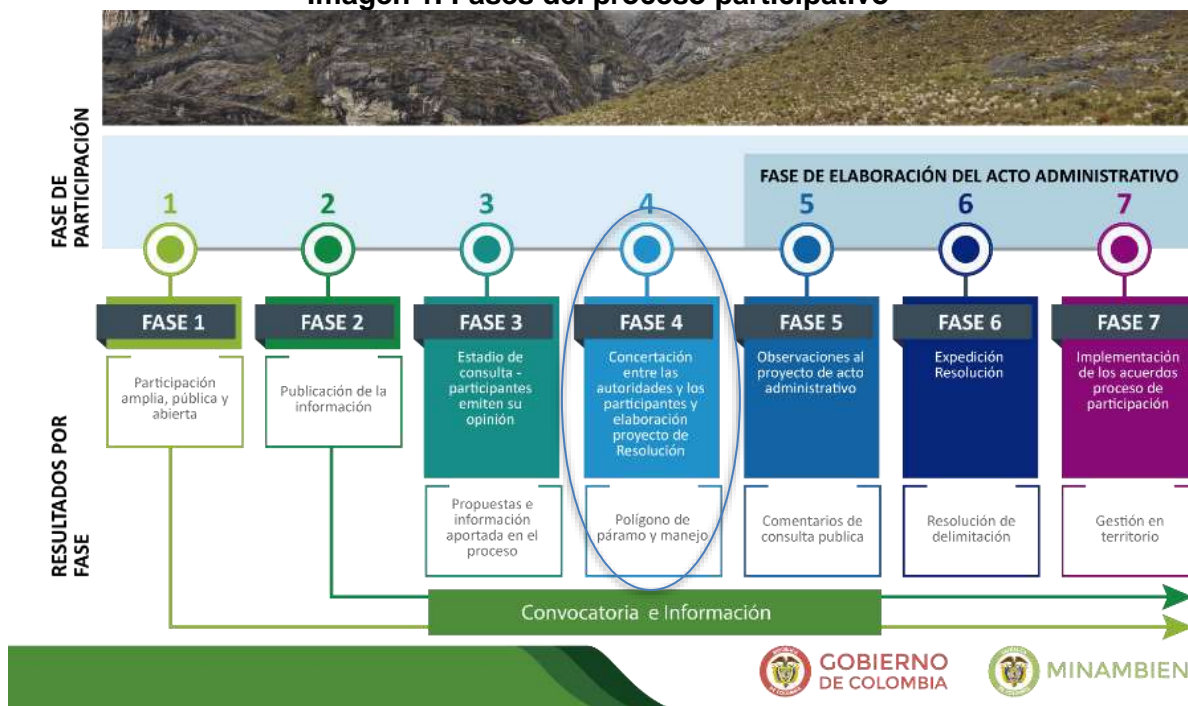 Imagen 1. Fases del proceso participativo
FASE DE
PARTICIPACIÓN
FASE DE ELABORACIÓN DEL ACTO ADMINISTRATIVO
1
2
3
4
5
6
7
FASE 1
FASE 2
FASE 3
FASE 4
FASE 5
FASE 6
FASE 7
Participación
amplia, pública y
abierta
Publicación de la
información
Estadio de
consulta -
participantes
emiten su
opinión
Concertación
entre las
autoridades y los
participantes y
elaboración
proyecto de
Resolución
Observaciones al
proyecto de acto
administrativo
Expedición
Resolución
Implementación
de los acuerdos
proceso de
participación
RESULTADOS POR
FASE
Propuestas e
información
aportada en el
proceso
Polígono de
páramo y manejo
Comentarios de
consulta publica
Resolución de
delimitación
Gestión en
territorio
Convocatoria e Información
GOBIERNO
DE COLOMBIA
MINAMBIEN